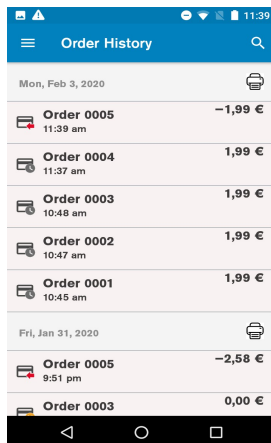 11:39
Order History
Mon, Feb 3, 2020
Order 0005 −1,99 €
11:39 am
Order 0004 1,99 €
11:37 am
Order 0003 1,99 €
10:48 am
Order 0002 1,99 €
10:47 am
Order 0001 1,99 €
10:45 am
Fri, Jan 31, 2020
Order 0005 −2,58 €
9:51 pm
Order 0003 0,00 €